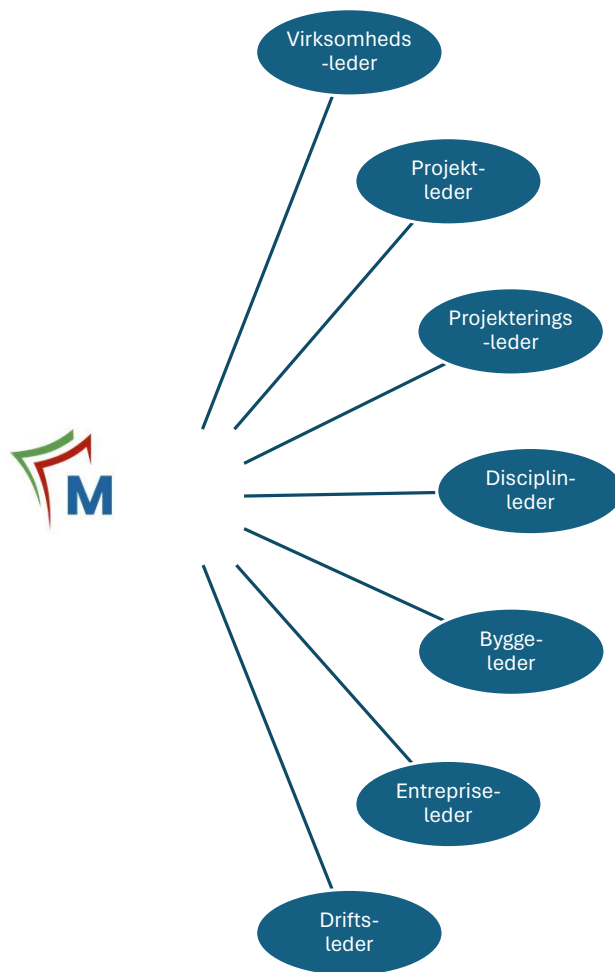 Virksomheds
-leder
Projekt-
leder
Projekterings
-leder
M
Disciplin-
leder
Bygge-
leder
Entreprise-
leder
Drifts-
leder